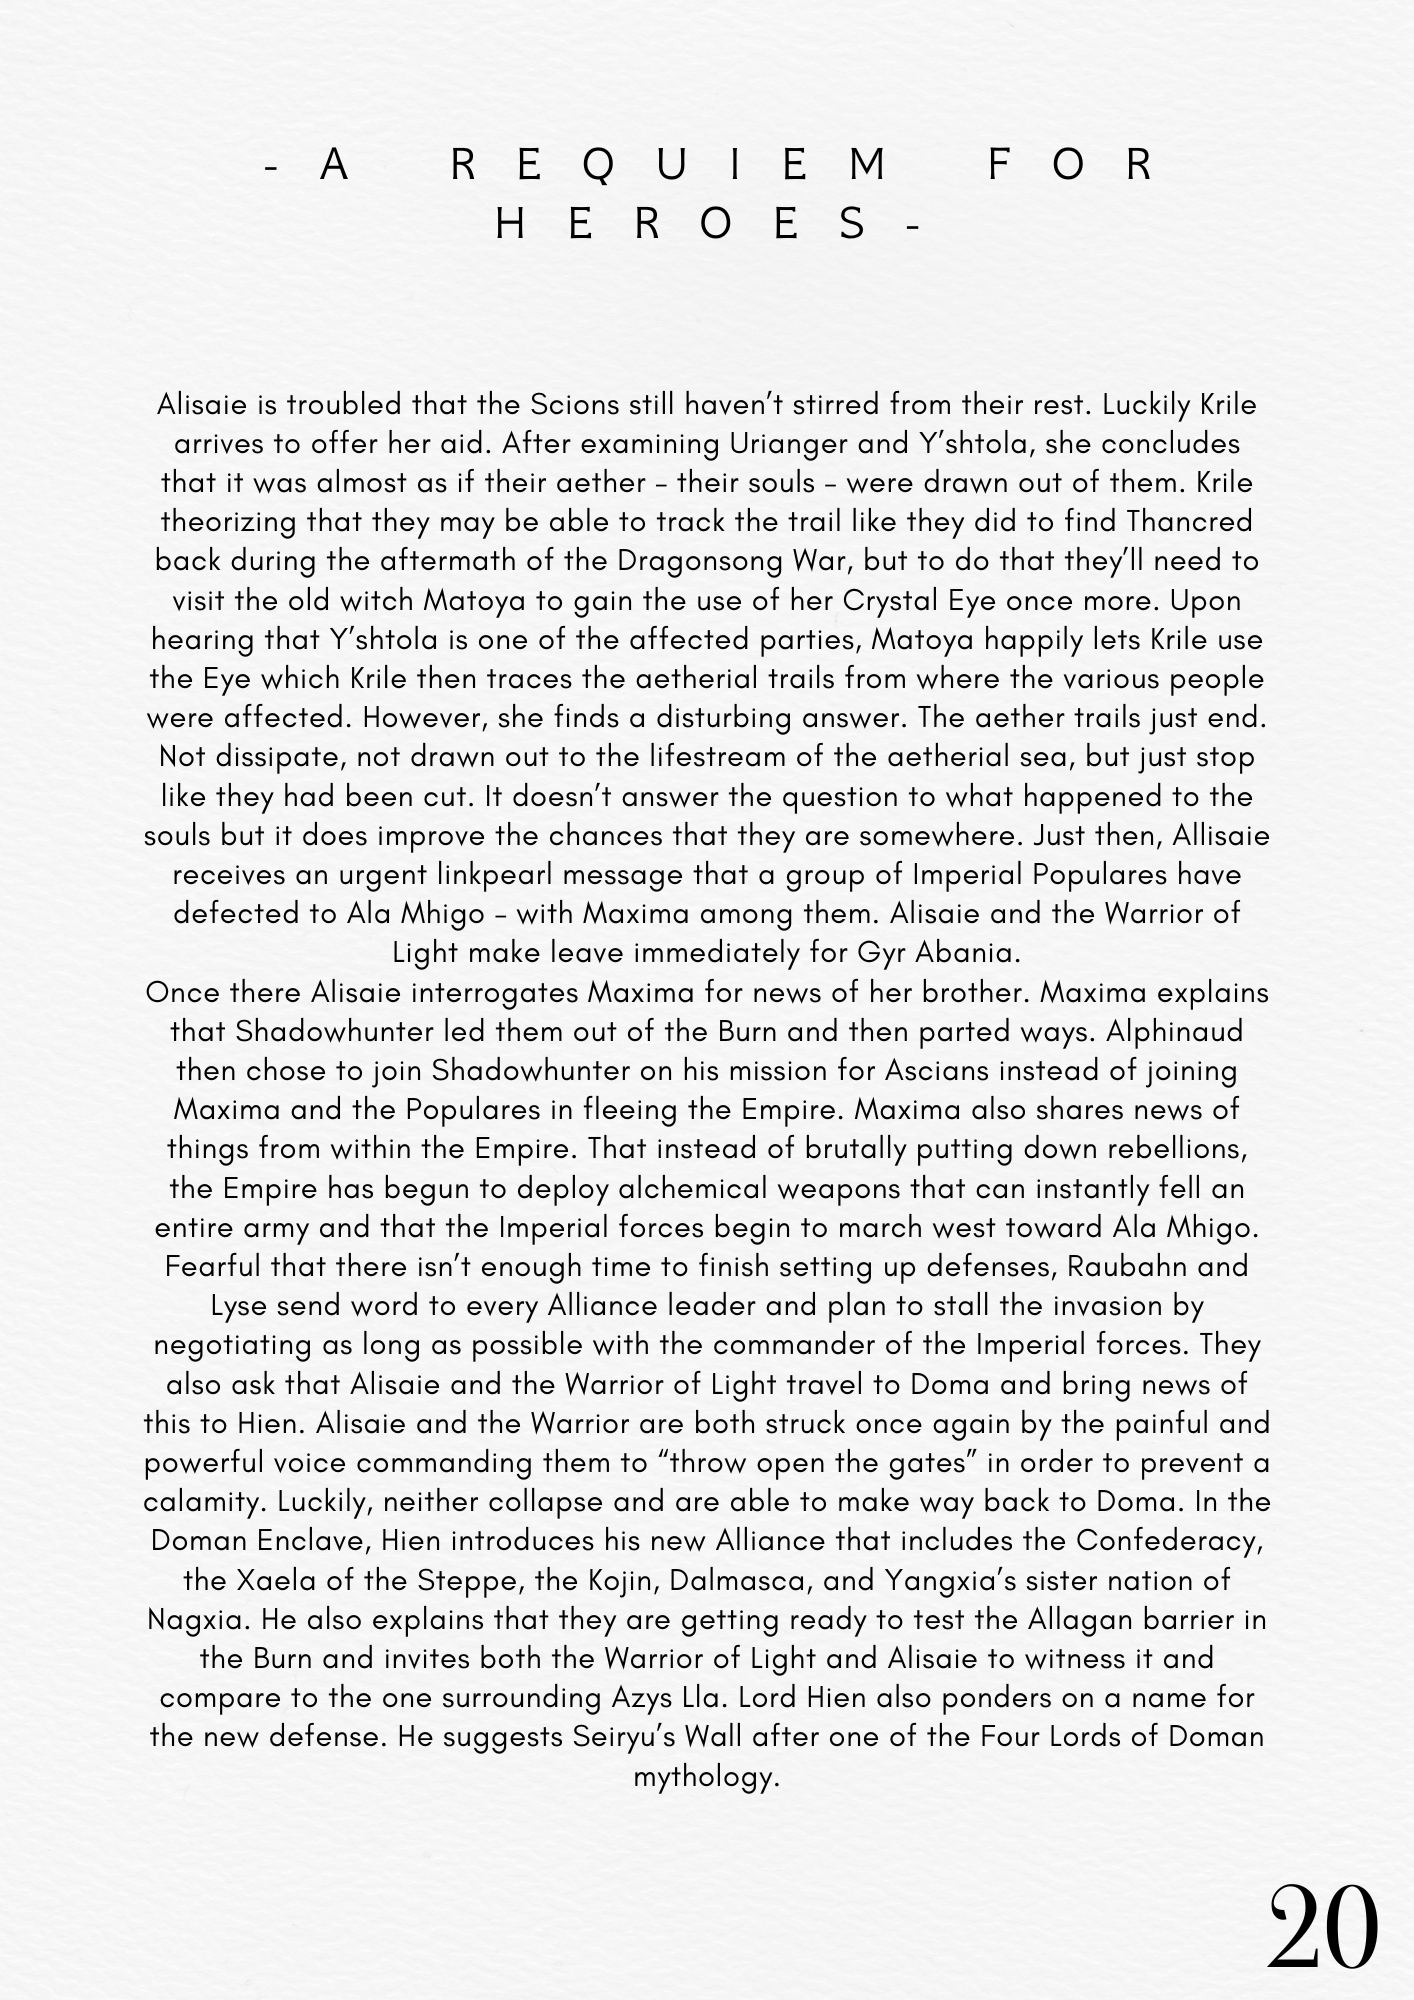 - A REQUIEM FOR
HEROES -
Alisaie is troubled that the Scions still haven’t stirred from their rest. Luckily Krile
arrives to offer her aid. After examining Urianger and Y’shtola, she concludes
that it was almost as if their aether – their souls – were drawn out of them. Krile
theorizing that they may be able to track the trail like they did to find Thancred
back during the aftermath of the Dragonsong War, but to do that they’ll need to
visit the old witch Matoya to gain the use of her Crystal Eye once more. Upon
hearing that Y’shtola is one of the affected parties, Matoya happily lets Krile use
the Eye which Krile then traces the aetherial trails from where the various people
were affected. However, she finds a disturbing answer. The aether trails just end.
Not dissipate, not drawn out to the lifestream of the aetherial sea, but just stop
like they had been cut. It doesn’t answer the question to what happened to the
souls but it does improve the chances that they are somewhere. Just then, Allisaie
receives an urgent linkpearl message that a group of Imperial Populares have
defected to Ala Mhigo – with Maxima among them. Alisaie and the Warrior of
Light make leave immediately for Gyr Abania.
Once there Alisaie interrogates Maxima for news of her brother. Maxima explains
that Shadowhunter led them out of the Burn and then parted ways. Alphinaud
then chose to join Shadowhunter on his mission for Ascians instead of joining
Maxima and the Populares in fleeing the Empire. Maxima also shares news of
things from within the Empire. That instead of brutally putting down rebellions,
the Empire has begun to deploy alchemical weapons that can instantly fell an
entire army and that the Imperial forces begin to march west toward Ala Mhigo.
Fearful that there isn’t enough time to finish setting up defenses, Raubahn and
Lyse send word to every Alliance leader and plan to stall the invasion by
negotiating as long as possible with the commander of the Imperial forces. They
also ask that Alisaie and the Warrior of Light travel to Doma and bring news of
this to Hien. Alisaie and the Warrior are both struck once again by the painful and
powerful voice commanding them to “throw open the gates” in order to prevent a
calamity. Luckily, neither collapse and are able to make way back to Doma. In the
Doman Enclave, Hien introduces his new Alliance that includes the Confederacy,
the Xaela of the Steppe, the Kojin, Dalmasca, and Yangxia’s sister nation of
Nagxia. He also explains that they are getting ready to test the Allagan barrier in
the Burn and invites both the Warrior of Light and Alisaie to witness it and
compare to the one surrounding Azys Lla. Lord Hien also ponders on a name for
the new defense. He suggests Seiryu’s Wall after one of the Four Lords of Doman
mythology.
20